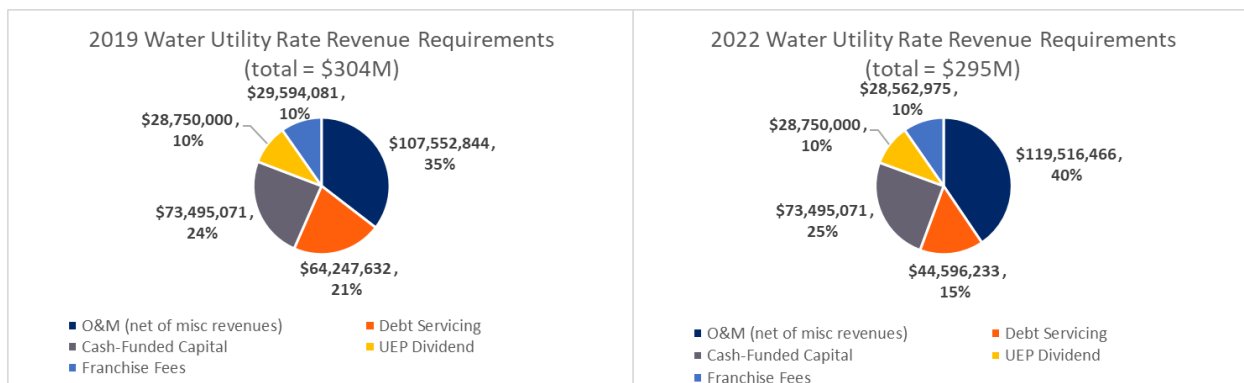 2019 Water Utility Rate Revenue Requirements
(total = $304M)
$29,594,081,
10%
$28,750,000,
10%
$107,552,844,
35%
$73,495,071,
24%
$64,247,632,
21%
O&M (net of misc revenues)
Debt Servicing
Cash-Funded Capital
UEP Dividend
Franchise Fees
2022 Water Utility Rate Revenue Requirements
(total = $295M)
$28,562,975,
10%
$28,750,000,
10%
$119,516,466,
40%
$73,495,071,
25%
$44,596,233,
15%
O&M (net of misc revenues)
Debt Servicing
Cash-Funded Capital
UEP Dividend
Franchise Fees